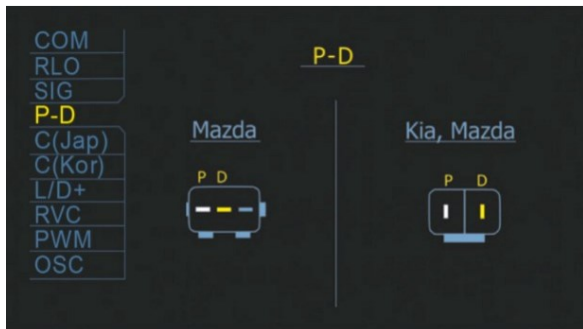 COM
RLO
SIG
P-D
C(Jap)
C(Kor)
L/D+
RVC
PWM
OSC
P-D
Mazda
P D
Kia, Mazda
P D